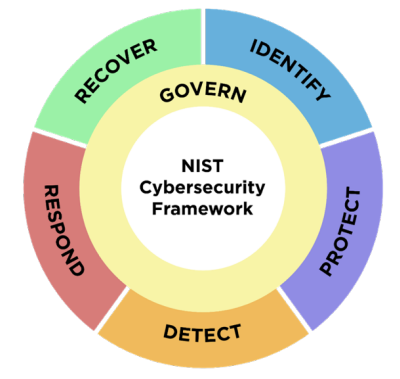 RECOVER
IDENTIFY
GOVERN
NIST
Cybersecurity
Framework
RESPOND
PROTECT
DETECT